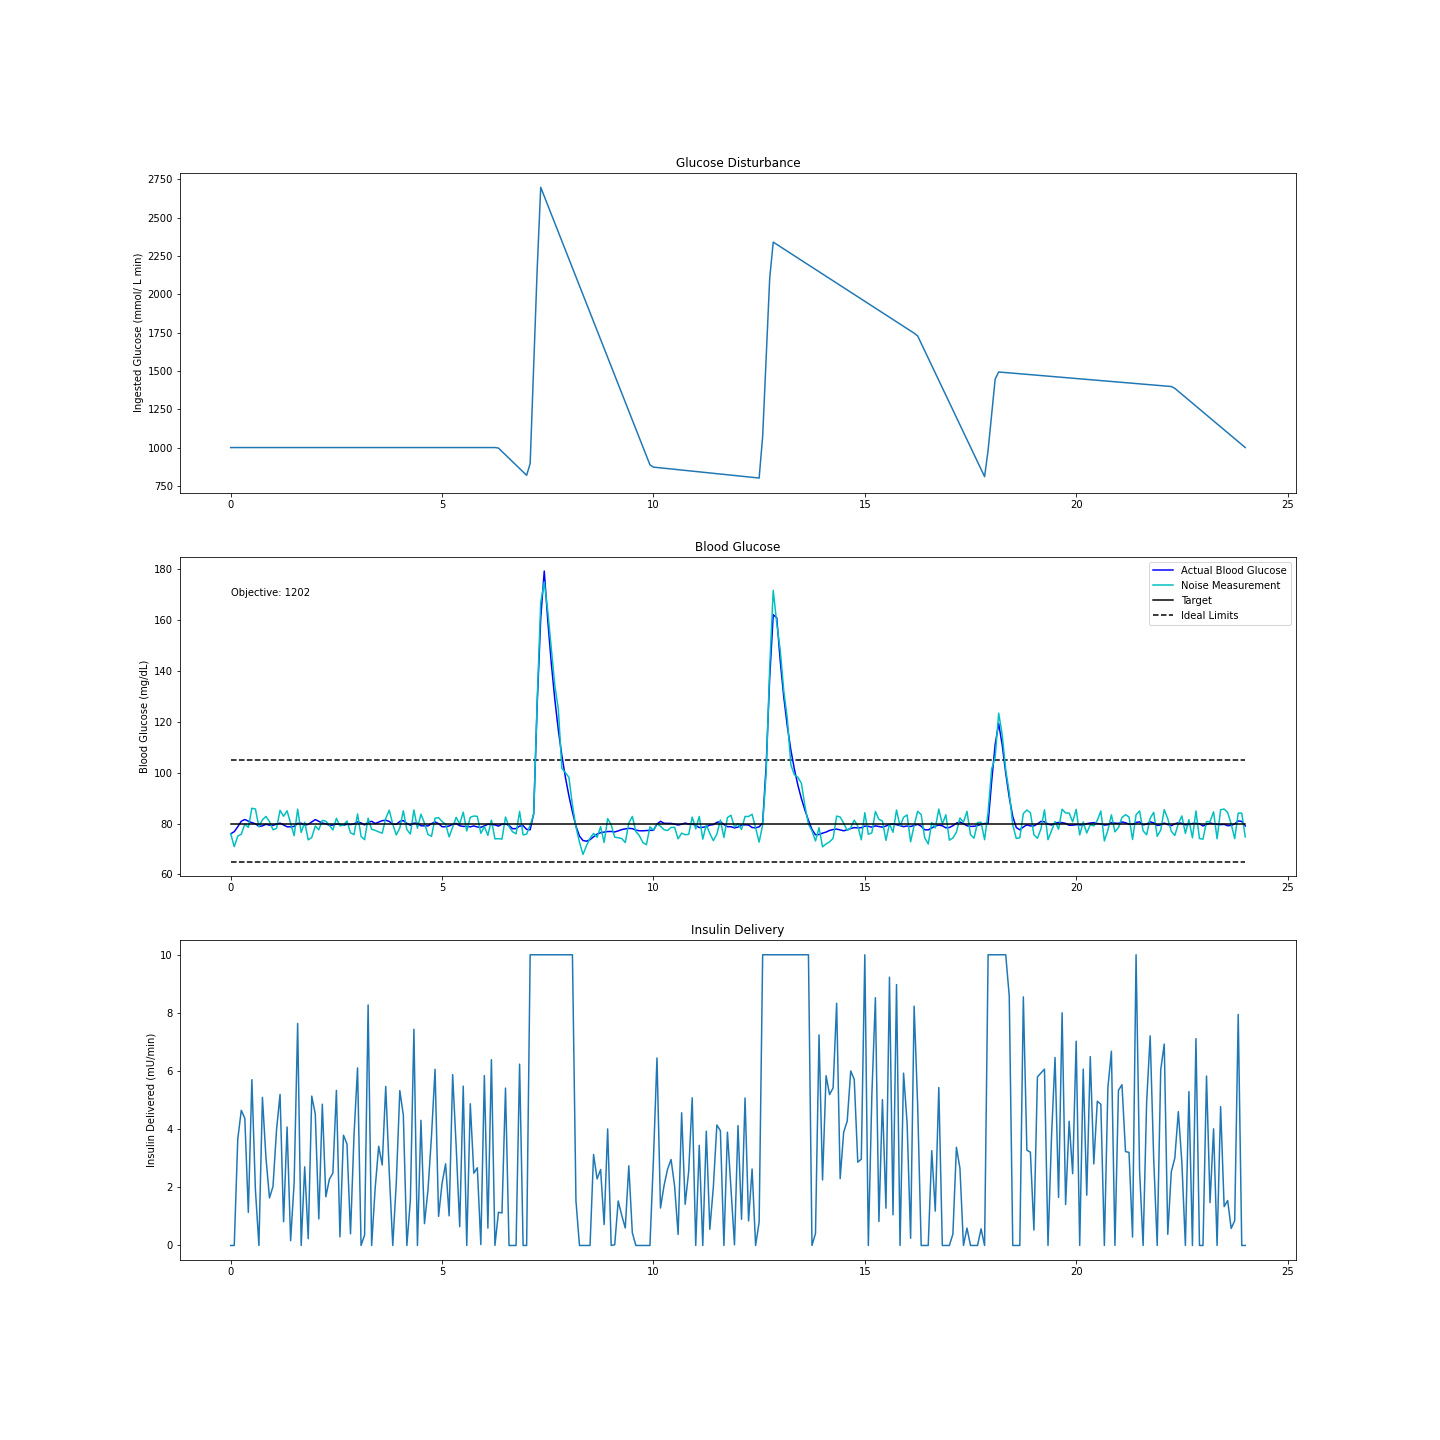 Glucose Disturbance
Ingested Glucose (mmol/ L min)
2750
2500
2250
2000
1750
1500
1250
1000
750
0 5 10 15 20 25
Blood Glucose
Blood Glucose (mg/dL)
180
160
140
120
100
80
60
Objective: 1202
Actual Blood Glucose
Noise Measurement
Target
Ideal Limits
0 5 10 15 20 25
Insulin Delivery
Insulin Delivered (mU/min)
10
8
6
4
2
0
0 5 10 15 20 25